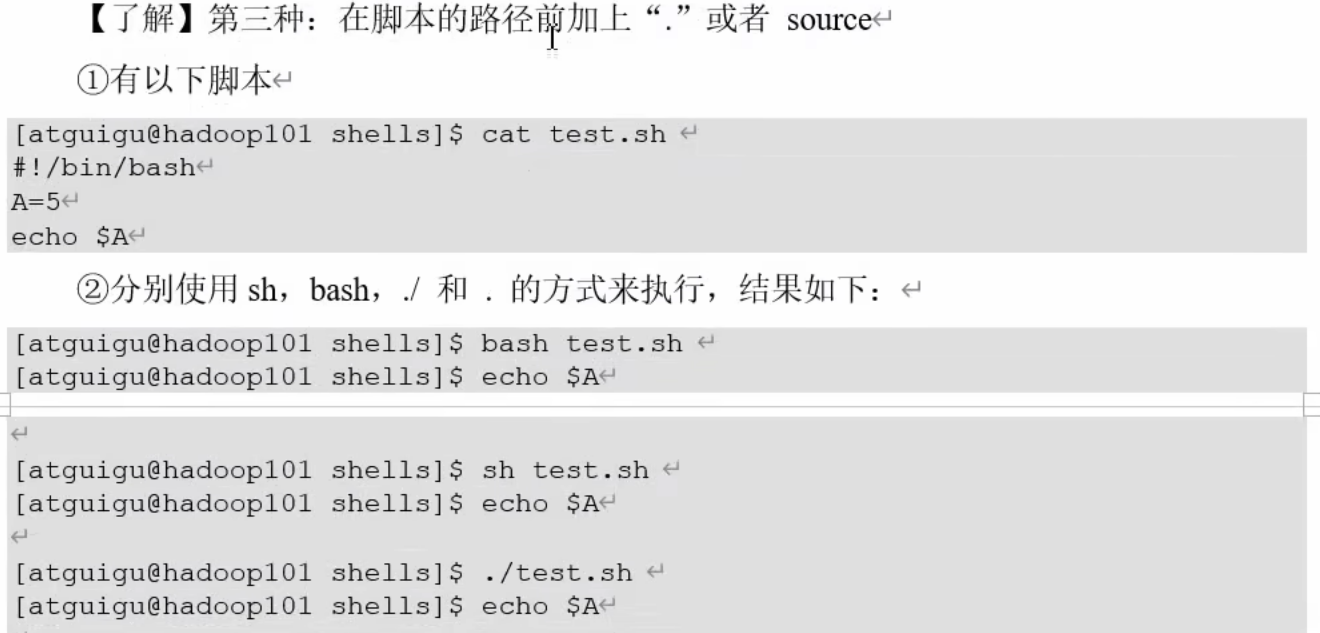 【了解】第三种：在脚本的路径前加上“.”或者 source↵
①有以下脚本↵
[atguigu@hadoop101 shells]$ cat test.sh ↵
#!/bin/bash↵
A=5↵
echo $A↵
②分别使用 sh，bash，./ 和 . 的方式来执行，结果如下：↵
[atguigu@hadoop101 shells]$ bash test.sh ↵
[atguigu@hadoop101 shells]$ echo $A↵
↵
[atguigu@hadoop101 shells]$ sh test.sh ↵
[atguigu@hadoop101 shells]$ echo $A↵
↵
[atguigu@hadoop101 shells]$ ./test.sh ↵
[atguigu@hadoop101 shells]$ echo $A↵